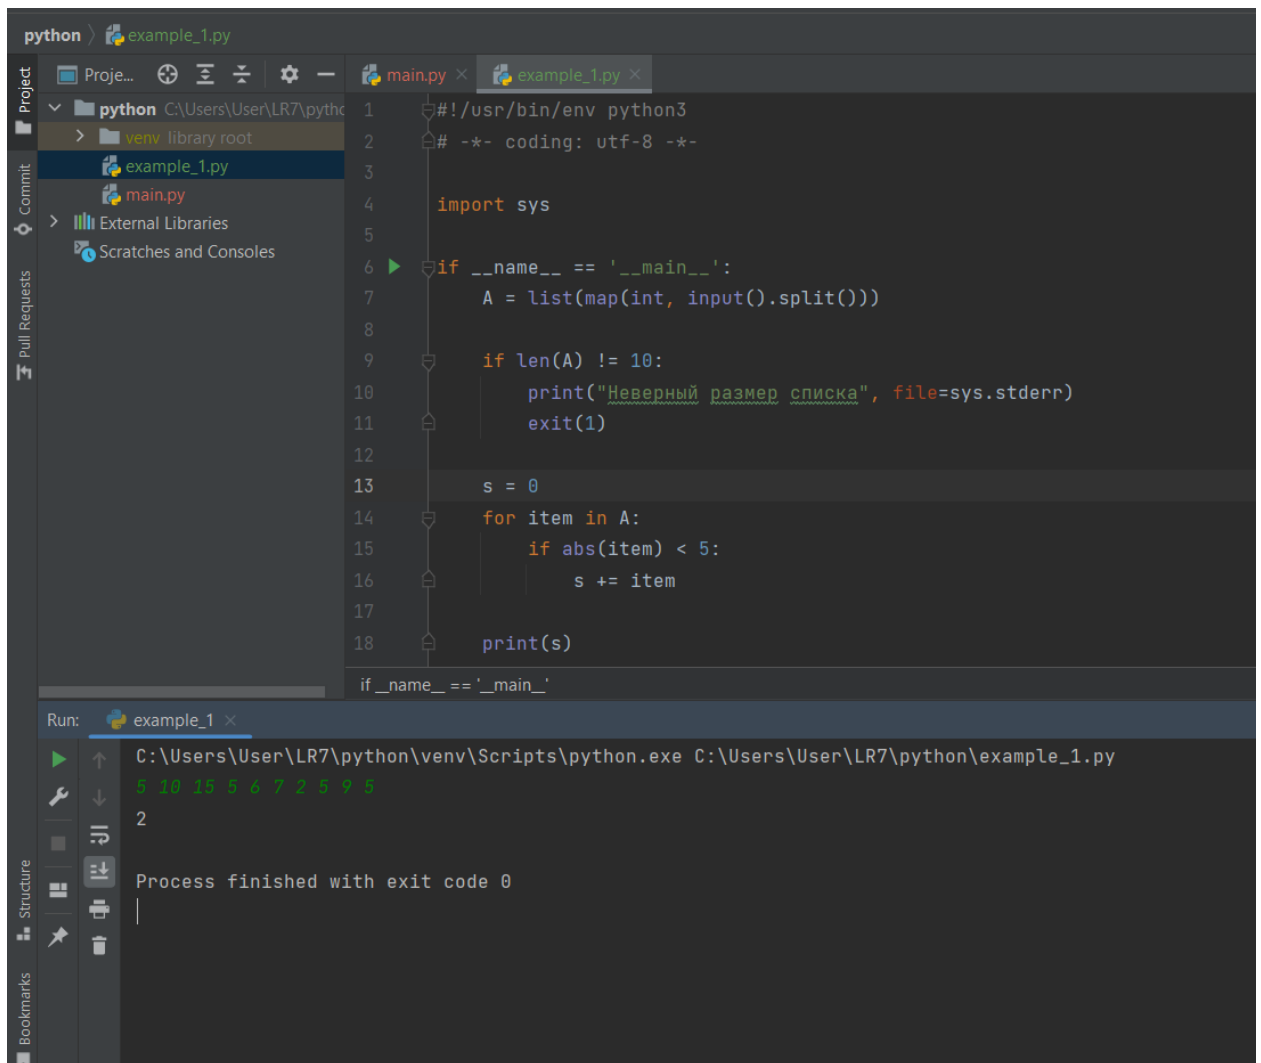 python 〉 example_1.py
Project
Commit
Pull Requests
Structure
Bookmarks
Proje...
python C:\Users\User\LR7\pytho
venv library root
example_1.py
main.py
External Libraries
Scratches and Consoles
main.py × example_1.py ×
1 #!/usr/bin/env python3
2 # -*- coding: utf-8 -*-
3
4 import sys
5
6 if __name__ == '__main__':
7 A = list(map(int, input().split()))
8
9 if len(A) != 10:
10 print("Неверный размер списка", file=sys.stderr)
11 exit(1)
12
13 s = 0
14 for item in A:
15 if abs(item) < 5:
16 s += item
17
18 print(s)
if __name__ == '__main__'
Run: example_1 ×
C:\Users\User\LR7\python\venv\Scripts\python.exe C:\Users\User\LR7\python\example_1.py
5 10 15 5 6 7 2 5 9 5
2
Process finished with exit code 0